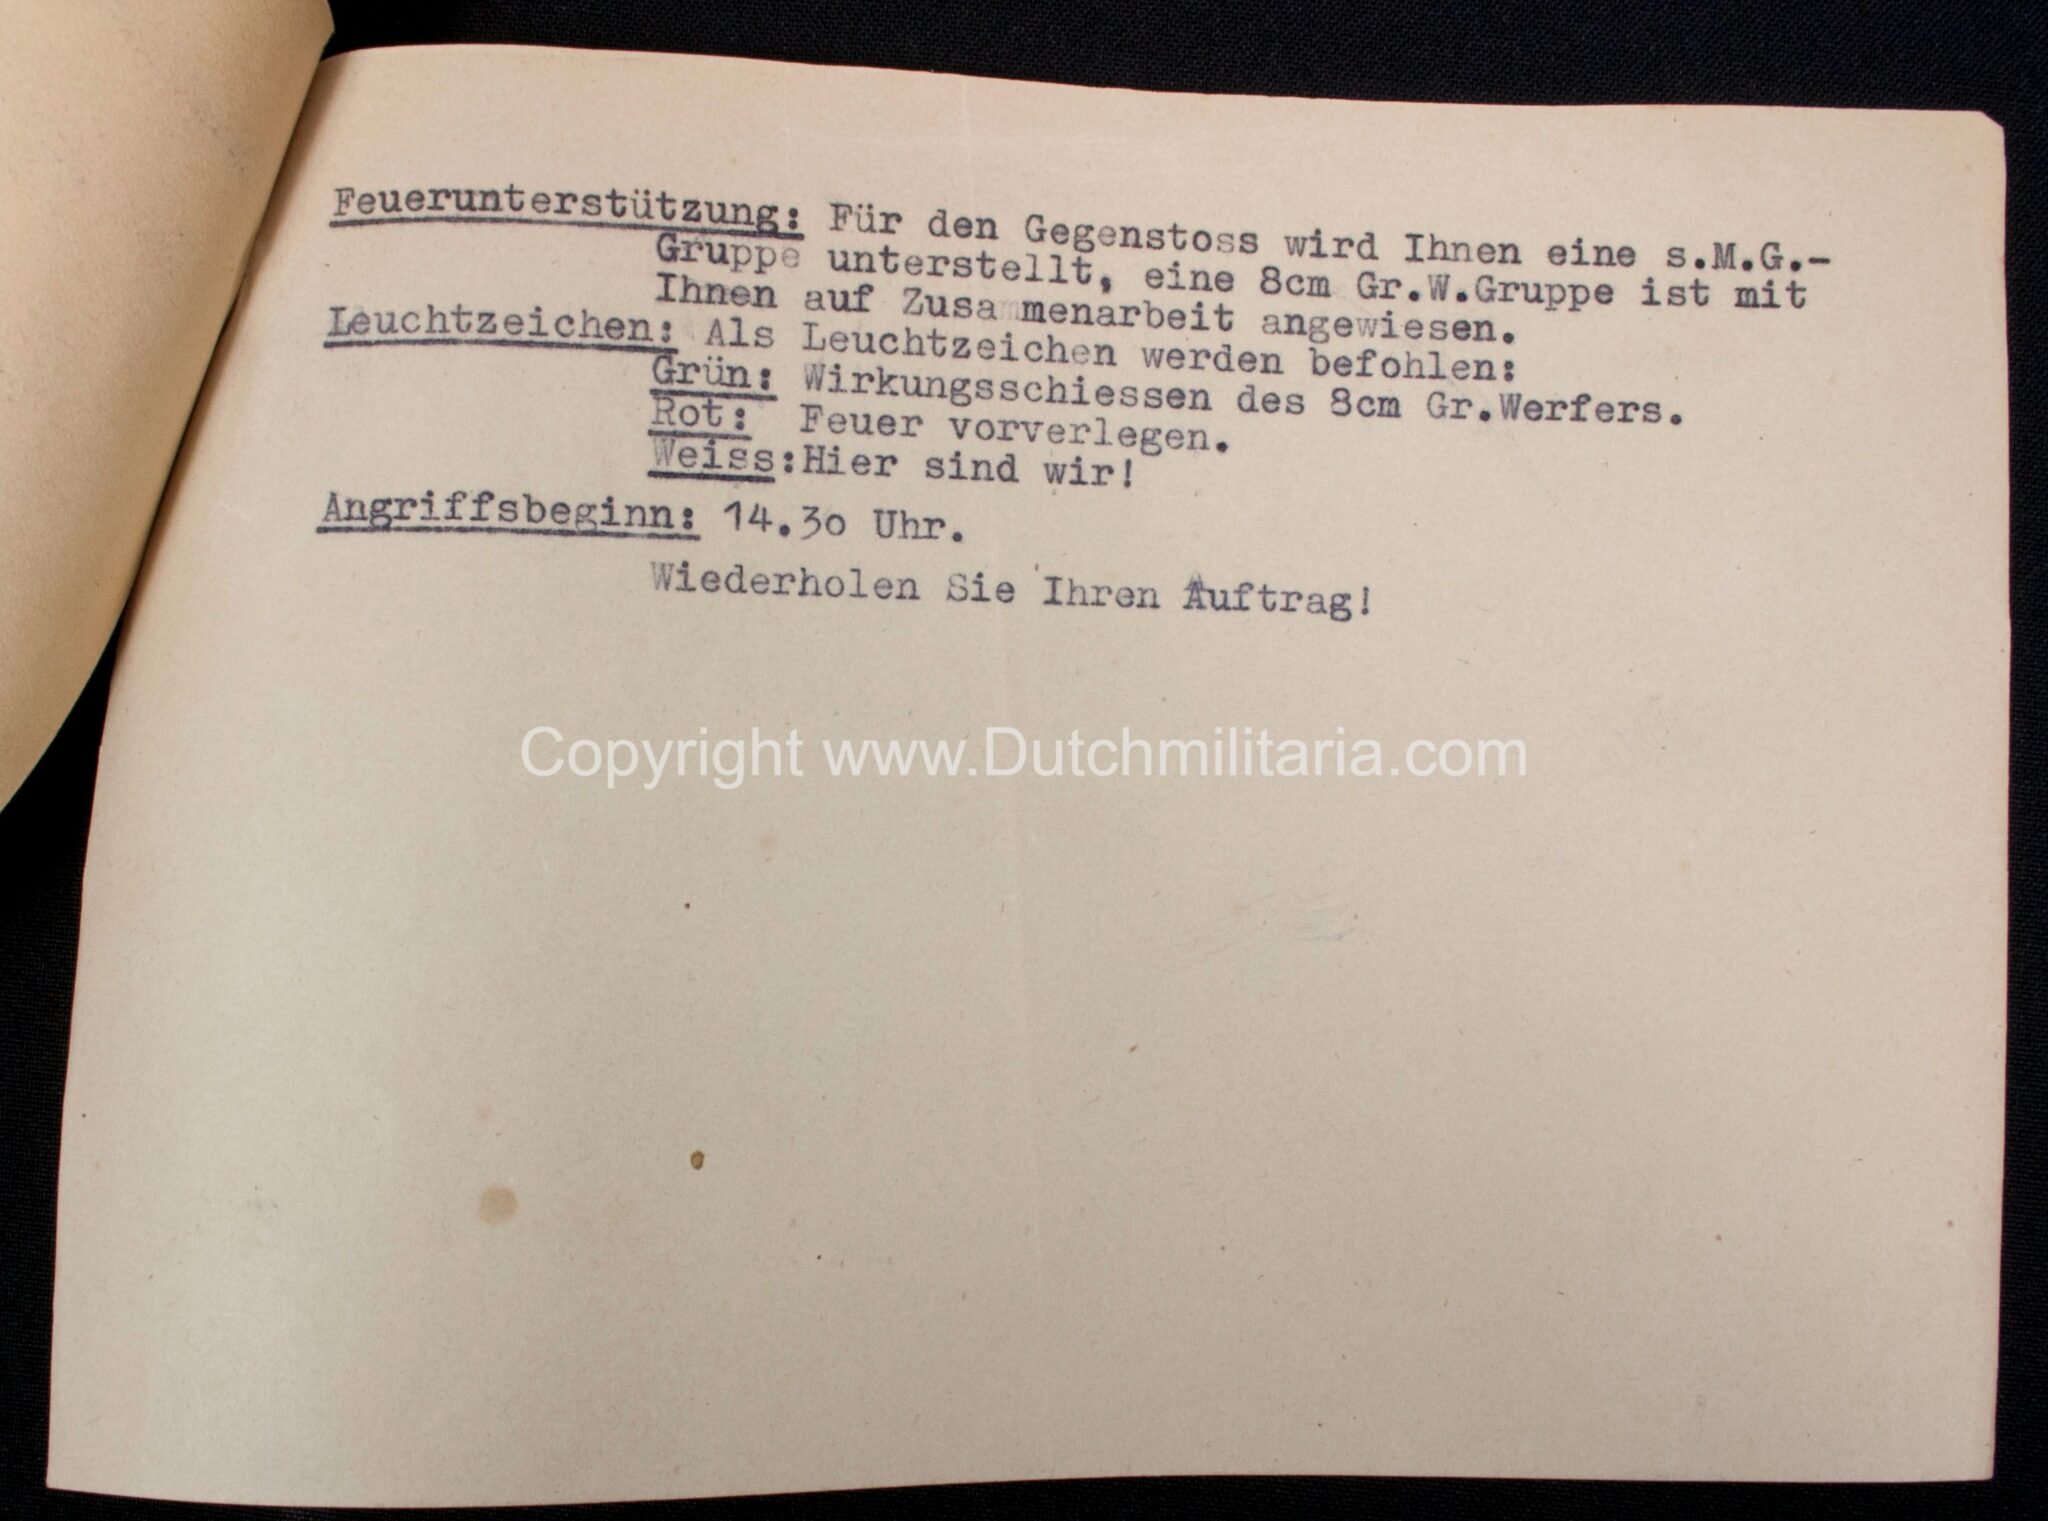 Feuerunterstützung: Für den Gegenstoss wird Ihnen eine s.M.G.-
Gruppe unterstellt, eine 8cm Gr.W.Gruppe ist mit
Ihnen auf Zusammenarbeit angewiesen.
Leuchtzeichen: Als Leuchtzeichen werden befohlen:
Grün: Wirkungsschiessen des 8cm Gr.Werfers.
Rot: Feuer vorverlegen.
Weiss:Hier sind wir!
Angriffsbeginn: 14.30 Uhr.
Wiederholen Sie Ihren Auftrag!
Copyright www.Dutchmilitaria.com